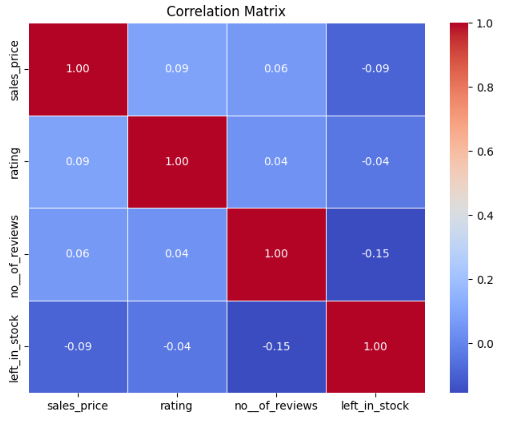 Correlation Matrix
sales_price 1.00 0.09 0.06 -0.09
rating 0.09 1.00 0.04 -0.04
no__of_reviews 0.06 0.04 1.00 -0.15
left_in_stock -0.09 -0.04 -0.15 1.00
sales_price rating no__of_reviews left_in_stock
1.0
0.8
0.6
0.4
0.2
0.0